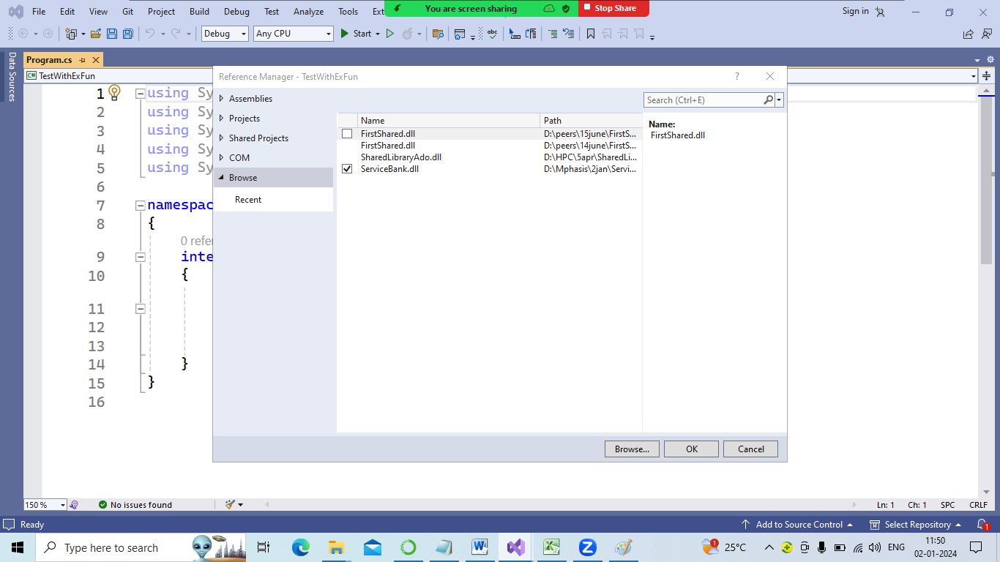 File Edit View Git Project Build Debug Test Analyze Tools Ext
You are screen sharing Stop Share
Sign in
Debug Any CPU Start
Data Sources
Program.cs
TestWithExFun
Reference Manager - TestWithExFun ?
Assemblies
Projects
Shared Projects
COM
Browse
Recent
Search (Ctrl+E)
Name Path
FirstShared.dll D:\peers\15june\FirstS...
FirstShared.dll D:\peers\14june\FirstS...
SharedLibraryAdo.dll D:\HPC\5apr\SharedLi...
ServiceBank.dll D:\Mphasis\2jan\Servi...
Name:
FirstShared.dll
Browse... OK Cancel
1 using Sy
2 using Sy
3 using Sy
4 using Sy
5 using Sy
6
7 namespac
8 {
0 refer
9 inte
10 {
11
12
13
14 }
15 }
16
150 % No issues found Ln: 1 Ch: 1 SPC CRLF
Ready Add to Source Control Select Repository 1
Type here to search 1 25°C ENG 11:50
02-01-2024